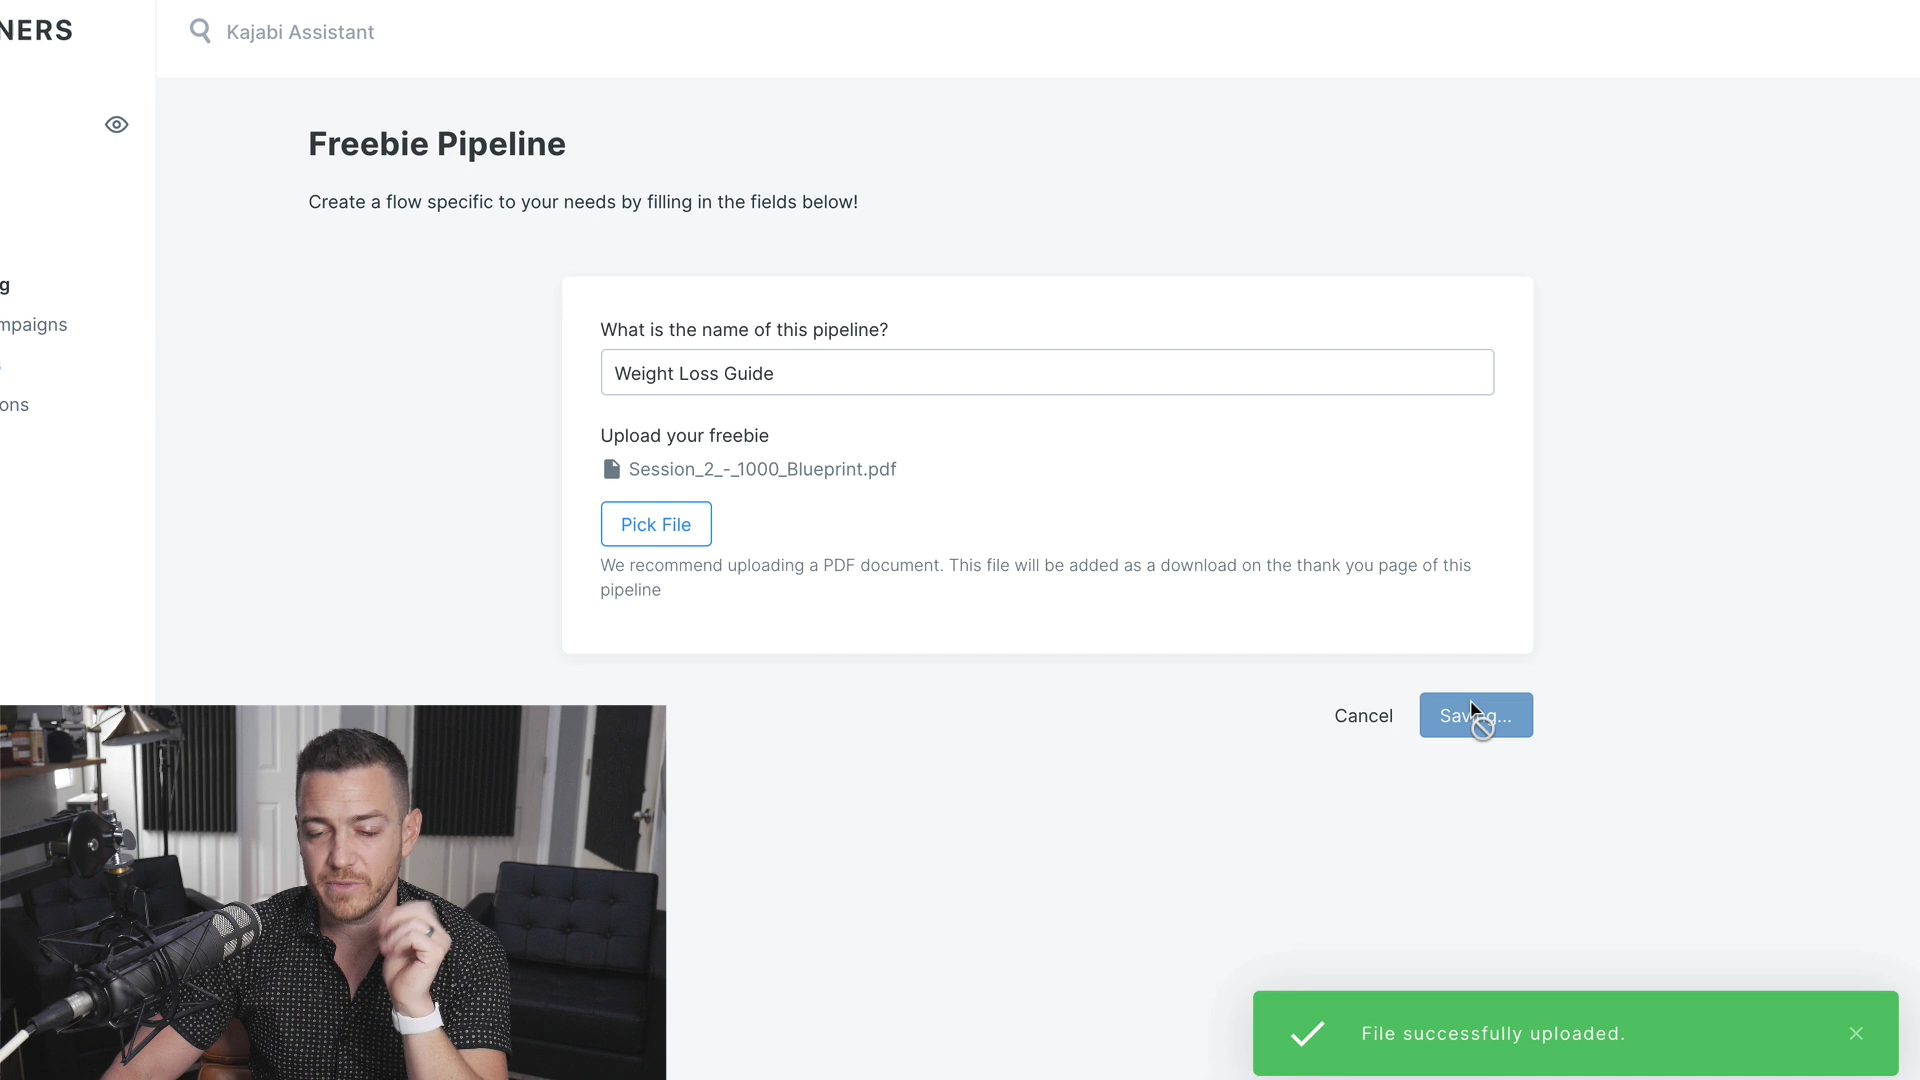 NERS
Kajabi Assistant
Freebie Pipeline
Create a flow specific to your needs by filling in the fields below!
g
mpaigns
ons
What is the name of this pipeline?
Weight Loss Guide
Upload your freebie
Session_2_-_1000_Blueprint.pdf
Pick File
We recommend uploading a PDF document. This file will be added as a download on the thank you page of this
pipeline
Cancel
Saving...
File successfully uploaded.